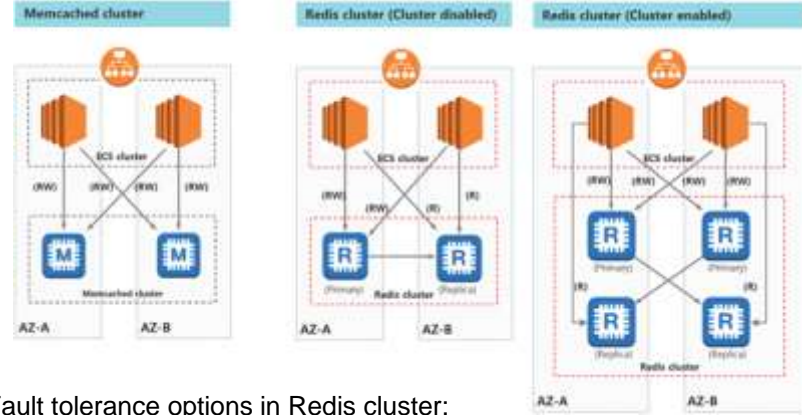 Memcached cluster
Redis cluster (Cluster disabled)
Redis cluster (Cluster enabled)
ECS cluster
(RW)
(RW)
(RW)
(RW)
M
M
Memcached cluster
AZ-A
AZ-B
ECS cluster
(RW)
(RW)
(R)
(R)
R
R
(Primary)
(Replica)
Redis cluster
AZ-A
AZ-B
ECS cluster
(RW)
(RW)
(RW)
(RW)
R
R
(Primary)
(Primary)
(R)
(R)
R
R
(Replica)
(Replica)
Redis cluster
AZ-A
AZ-B
ault tolerance options in Redis cluster: